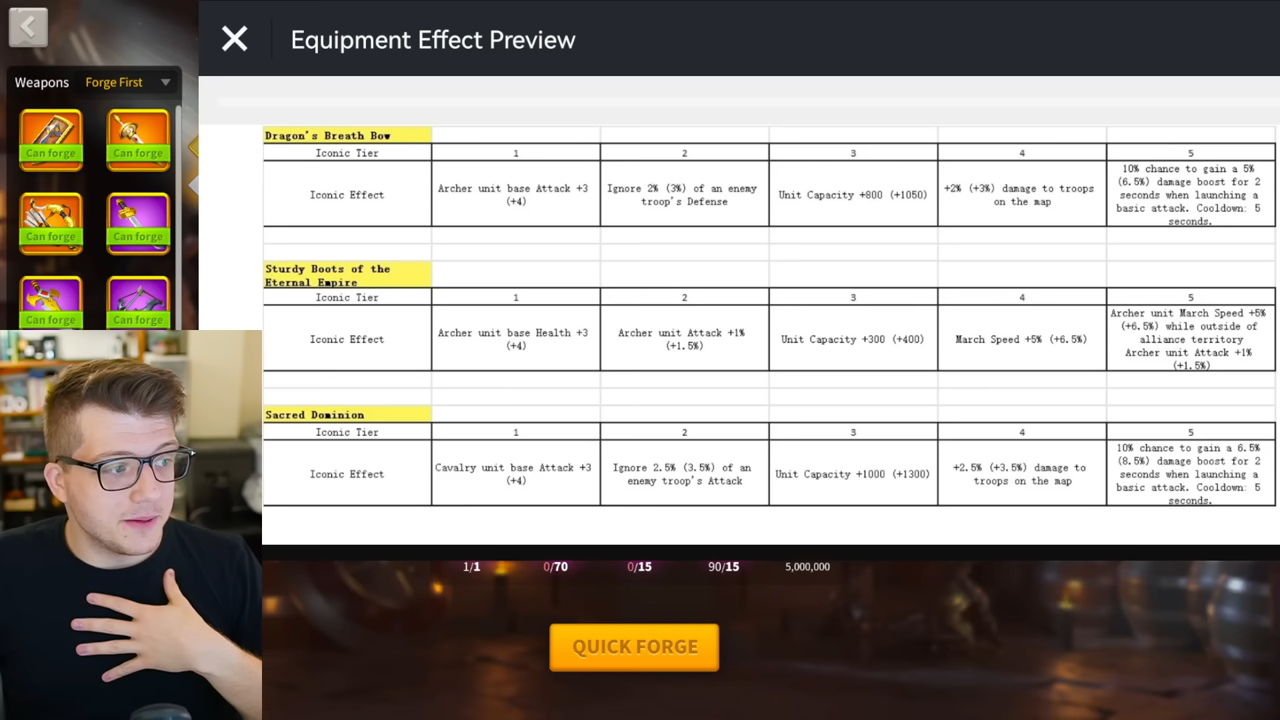 Equipment Effect Preview
Weapons Forge First
Can forge Can forge
Can forge Can forge
Can forge Can forge
Dragon's Breath Bow
Iconic Tier 1 2 3 4 5
Iconic Effect
Archer unit base Attack +3
(+4)
Ignore 2% (3%) of an enemy
troop's Defense
Unit Capacity +800 (+1050)
+2% (+3%) damage to troops
on the map
10% chance to gain a 5%
(6.5%) damage boost for 2
seconds when launching a
basic attack. Cooldown: 5
seconds.
Sturdy Boots of the
Eternal Empire
Iconic Tier 1 2 3 4 5
Iconic Effect
Archer unit base Health +3
(+4)
Archer unit Attack +1%
(+1.5%)
Unit Capacity +300 (+400)
March Speed +5% (+6.5%)
Archer unit March Speed +5%
(+6.5%) while outside of
alliance territory
Archer unit Attack +1%
(+1.5%)
Sacred Dominion
Iconic Tier 1 2 3 4 5
Iconic Effect
Cavalry unit base Attack +3
(+4)
Ignore 2.5% (3.5%) of an
enemy troop's Attack
Unit Capacity +1000 (+1300)
+2.5% (+3.5%) damage to
troops on the map
10% chance to gain a 6.5%
(8.5%) damage boost for 2
seconds when launching a
basic attack. Cooldown: 5
seconds.
1/1 0/70 0/15 90/15 5,000,000
QUICK FORGE